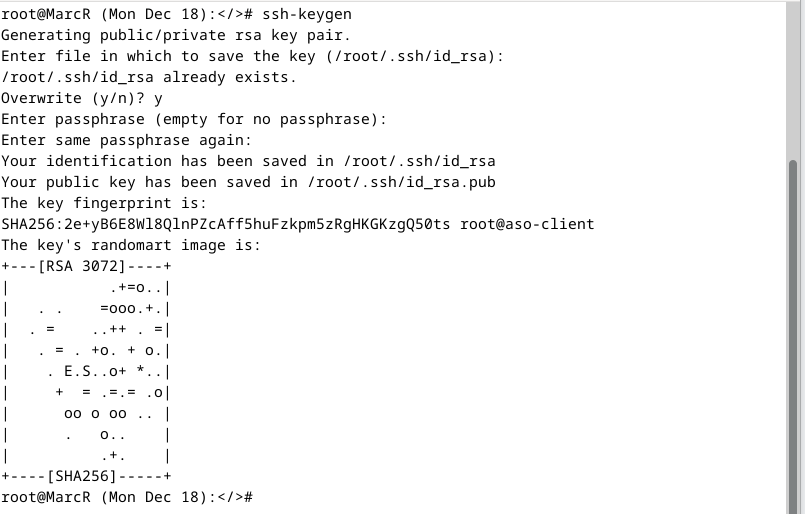 root@MarcR (Mon Dec 18):</># ssh-keygen
Generating public/private rsa key pair.
Enter file in which to save the key (/root/.ssh/id_rsa):
/root/.ssh/id_rsa already exists.
Overwrite (y/n)? y
Enter passphrase (empty for no passphrase):
Enter same passphrase again:
Your identification has been saved in /root/.ssh/id_rsa
Your public key has been saved in /root/.ssh/id_rsa.pub
The key fingerprint is:
SHA256:2e+yB6E8Wl8QlnPZcAff5huFzkpm5zRgHKGKzgQ50ts root@aso-client
The key's randomart image is:
+---[RSA 3072]----+
|           .+=o..|
|   . .    =ooo.+.|
|  . =    ..++ . =|
|   . = . +o. + o.|
|    . E.S..o+ *..|
|     +  = .=.= .o|
|      oo o oo .. |
|      .   o..    |
|          .+.    |
+----[SHA256]-----+
root@MarcR (Mon Dec 18):</>#